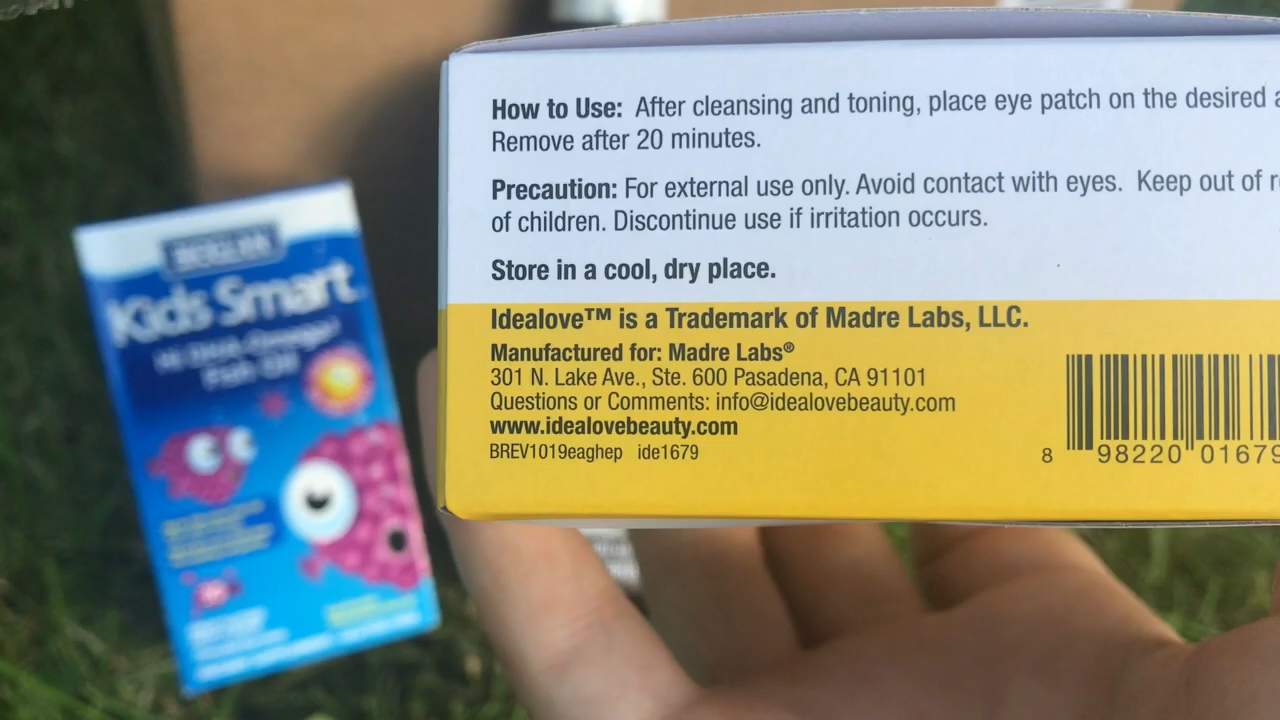 How to Use: After cleansing and toning, place eye patch on the desired
Remove after 20 minutes.
Precaution: For external use only. Avoid contact with eyes. Keep out of
of children. Discontinue use if irritation occurs.
Store in a cool, dry place.
Idealove™ is a Trademark of Madre Labs, LLC.
Manufactured for: Madre Labs®
301 N. Lake Ave., Ste. 600 Pasadena, CA 91101
Questions or Comments: info@idealovebeauty.com
www.idealovebeauty.com
BREV1019eaghep ide1679
8 98220 01679
Kids Smart
Hi DHA Omega
Fish Oil